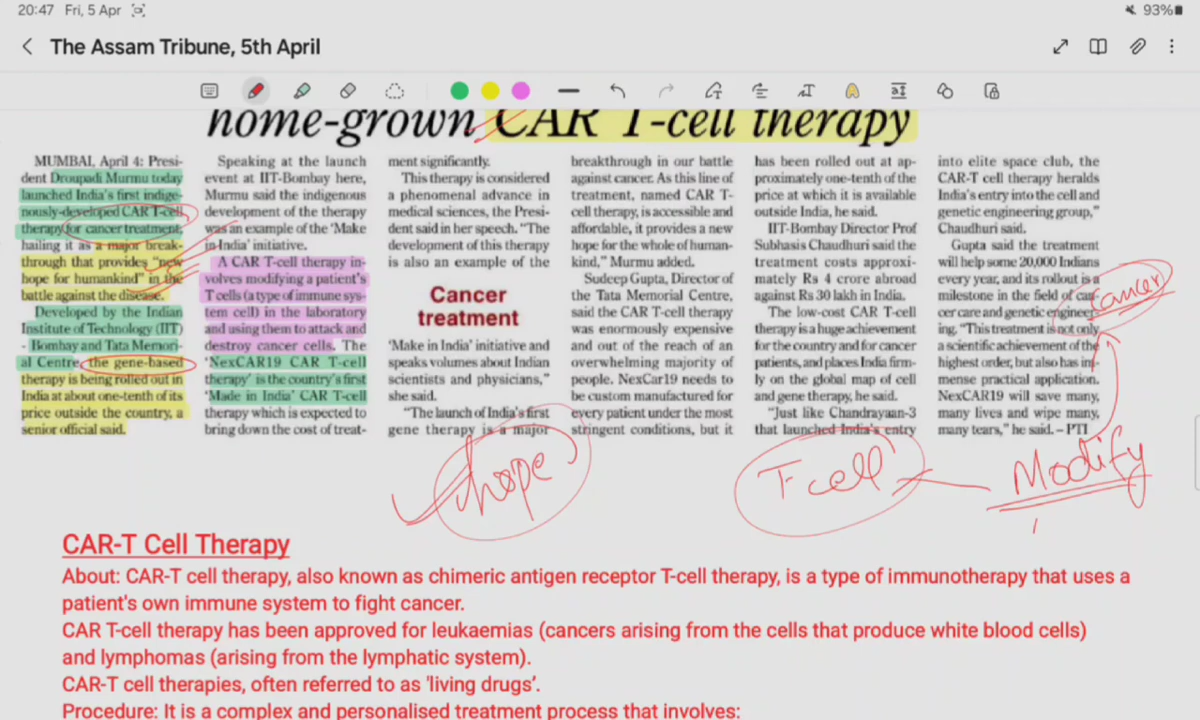 20:47 Fri, 5 Apr
93%
The Assam Tribune, 5th April
home-grown CAR T-cell therapy
MUMBAI, April 4: Presi-
dent Droupadi Murmu today
launched India's first indige-
nously-developed CAR T-cell
therapy for cancer treatment,
hailing it as a major break-
through that provides "new
hope for humankind" in the
battle against the disease.
Developed by the Indian
Institute of Technology (IIT)
- Bombay and Tata Memori-
al Centre, the gene-based
therapy is being rolled out in
India at about one-tenth of its
price outside the country, a
senior official said.
Speaking at the launch
event at IIT-Bombay here,
Murmu said the indigenous
development of the therapy
was an example of the 'Make
in India' initiative.
A CAR T-cell therapy in-
volves modifying a patient's
T cells (a type of immune sys-
tem cell) in the laboratory
and using them to attack and
destroy cancer cells. The
'NexCAR19 CAR T-cell
therapy' is the country's first
'Made in India' CAR T-cell
therapy which is expected to
bring down the cost of treat-
ment significantly.
This therapy is considered
a phenomenal advance in
medical sciences, the Presi-
dent said in her speech. "The
development of this therapy
is also an example of the
Cancer
treatment
'Make in India' initiative and
speaks volumes about Indian
scientists and physicians,"
she said.
"The launch of India's first
gene therapy is a major
breakthrough in our battle
against cancer. As this line of
treatment, named CAR T-
cell therapy, is accessible and
affordable, it provides a new
hope for the whole of human-
kind," Murmu added.
Sudeep Gupta, Director of
the Tata Memorial Centre,
said the CAR T-cell therapy
was enormously expensive
and out of the reach of an
overwhelming majority of
people. NexCar19 needs to
be custom manufactured for
every patient under the most
stringent conditions, but it
has been rolled out at ap-
proximately one-tenth of the
price at which it is available
outside India, he said.
IIT-Bombay Director Prof
Subhasis Chaudhuri said the
treatment costs approxi-
mately Rs 4 crore abroad
against Rs 30 lakh in India.
The low-cost CAR T-cell
therapy is a huge achievement
for the country and for cancer
patients, and places India firm-
ly on the global map of cell
and gene therapy, he said.
"Just like Chandrayaan-3
that launched India's entry
into elite space club, the
CAR-T cell therapy heralds
India's entry into the cell and
genetic engineering group,"
Chaudhuri said.
Gupta said the treatment
will help some 20,000 Indians
every year, and its rollout is a
milestone in the field of can-
cer care and genetic engineer-
ing. "This treatment is not only
a scientific achievement of the
highest order, but also has im-
mense practical application.
NexCAR19 will save many,
many lives and wipe many,
many tears," he said. – PTI
cancer
hope
T-cell
Modify
CAR-T Cell Therapy
About: CAR-T cell therapy, also known as chimeric antigen receptor T-cell therapy, is a type of immunotherapy that uses a
patient's own immune system to fight cancer.
CAR T-cell therapy has been approved for leukaemias (cancers arising from the cells that produce white blood cells)
and lymphomas (arising from the lymphatic system).
CAR-T cell therapies, often referred to as 'living drugs'.
Procedure: It is a complex and personalised treatment process that involves: